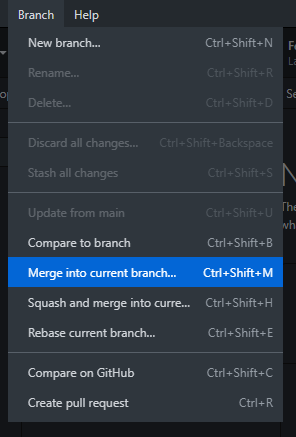 Branch Help
New branch... Ctrl+Shift+N
Rename... Ctrl+Shift+R
Delete... Ctrl+Shift+D
Discard all changes... Ctrl+Shift+Backspace
Stash all changes Ctrl+Shift+S
Update from main Ctrl+Shift+U
Compare to branch Ctrl+Shift+B
Merge into current branch... Ctrl+Shift+M
Squash and merge into curre... Ctrl+Shift+H
Rebase current branch... Ctrl+Shift+E
Compare on GitHub Ctrl+Shift+C
Create pull request Ctrl+R